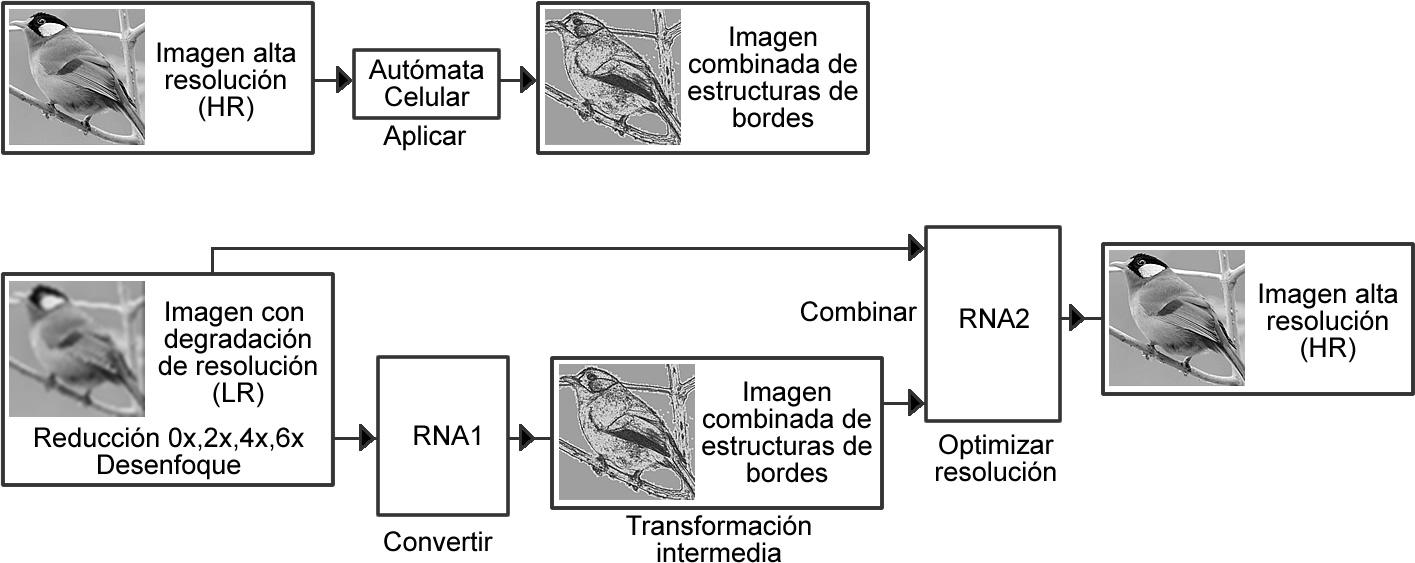 Imagen alta
resolución
(HR)
Autómata
Celular
Aplicar
Imagen
combinada de
estructuras de
bordes
Imagen con
degradación
de resolución
(LR)
Reducción 0x,2x,4x,6x
Desenfoque
RNA1
Convertir
Imagen
combinada de
estructuras de
bordes
Transformación
intermedia
Combinar
RNA2
Optimizar
resolución
Imagen alta
resolución
(HR)